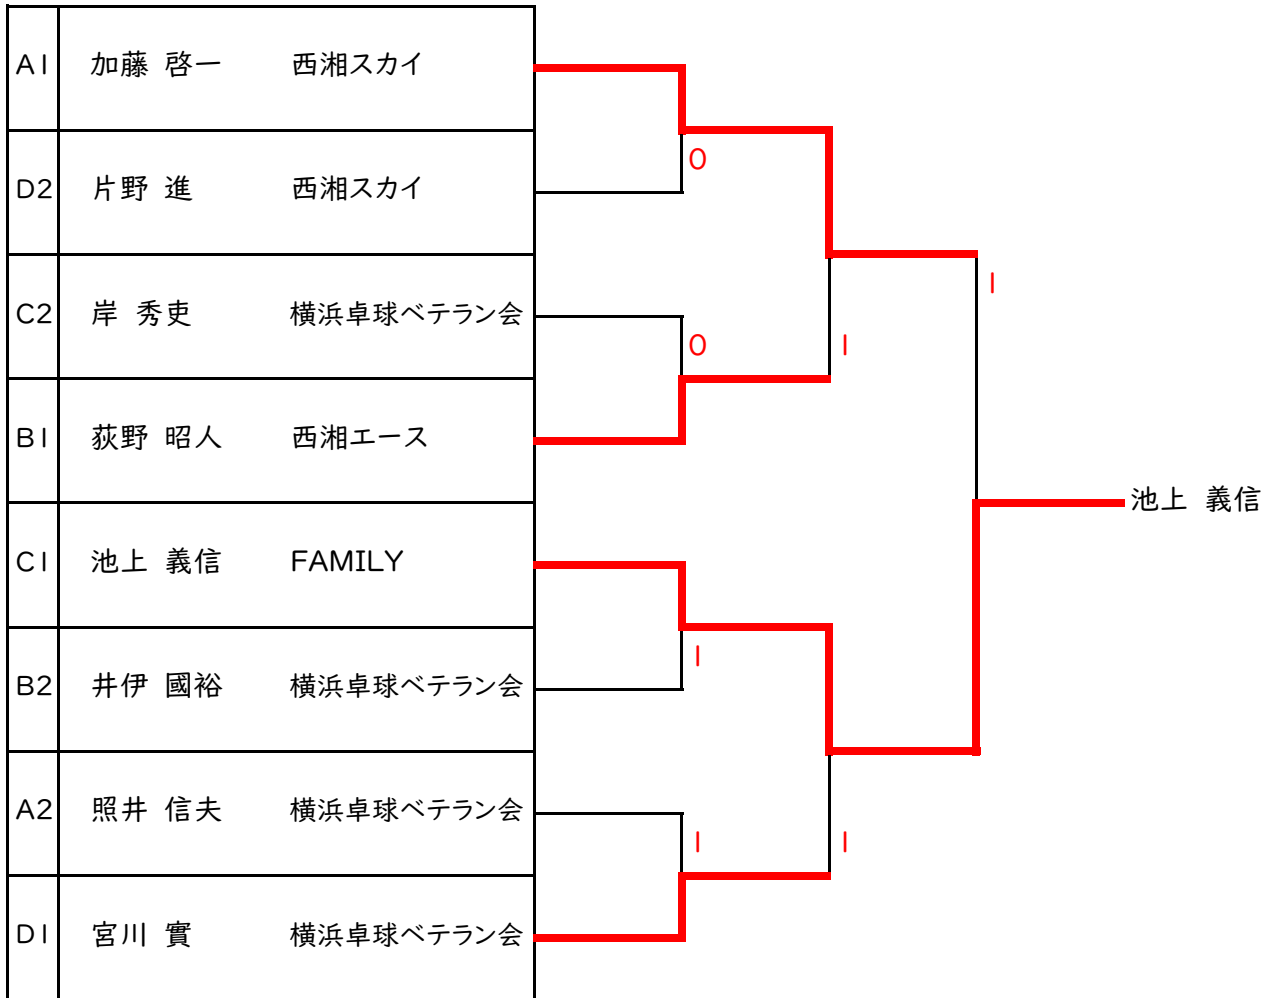 A1 加藤 啓一 西湘スカイ
0
D2 片野 進 西湘スカイ
1
C2 岸 秀吏 横浜卓球ベテラン会
0 1
B1 荻野 昭人 西湘エース
池上 義信
C1 池上 義信 FAMILY
1
B2 井伊 國裕 横浜卓球ベテラン会
A2 照井 信夫 横浜卓球ベテラン会
1 1
D1 宮川 實 横浜卓球ベテラン会